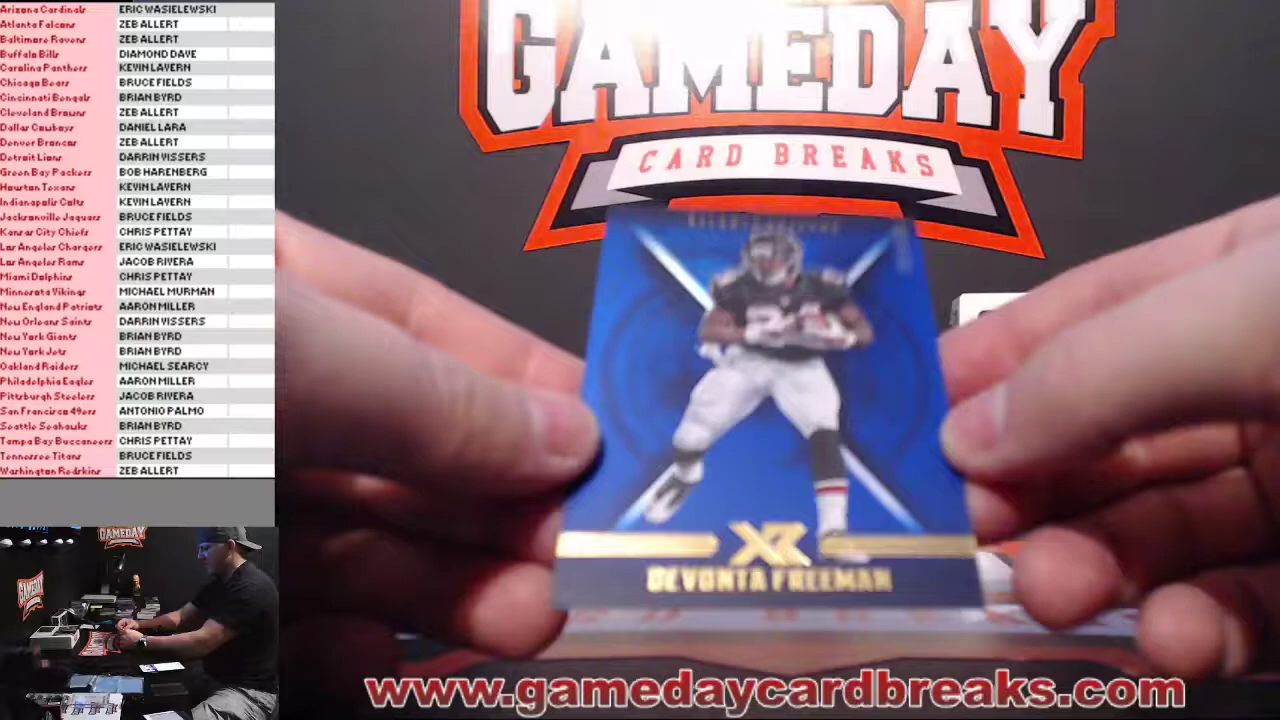 Arizona Cardinals ERIC WASIELEWSKI
Atlanta Falcons ZEB ALLERT
Baltimore Ravens ZEB ALLERT
Buffalo Bills DIAMOND DAVE
Carolina Panthers KEVIN LAVERN
Chicago Bears BRUCE FIELDS
Cincinnati Bengals BRIAN BYRD
Cleveland Browns ZEB ALLERT
Dallas Cowboys DANIEL LARA
Denver Broncos ZEB ALLERT
Detroit Lions DARRIN VISSERS
Green Bay Packers BOB HARENBERG
Houston Texans KEVIN LAVERN
Indianapolis Colts KEVIN LAVERN
Jacksonville Jaguars BRUCE FIELDS
Kansas City Chiefs CHRIS PETTAY
Los Angeles Chargers ERIC WASIELEWSKI
Los Angeles Rams JACOB RIVERA
Miami Dolphins CHRIS PETTAY
Minnesota Vikings MICHAEL MURMAN
New England Patriots AARON MILLER
New Orleans Saints DARRIN VISSERS
New York Giants BRIAN BYRD
New York Jets BRIAN BYRD
Oakland Raiders MICHAEL SEARCY
Philadelphia Eagles AARON MILLER
Pittsburgh Steelers JACOB RIVERA
San Francisco 49ers ANTONIO PALMO
Seattle Seahawks BRIAN BYRD
Tampa Bay Buccaneers CHRIS PETTAY
Tennessee Titans BRUCE FIELDS
Washington Redskins ZEB ALLERT
GAMEDAY
CARD BREAKS
XR
DEVONTA FREEMAN
www.gamedaycardbreaks.com
GAMEDAY
GAMEDAY